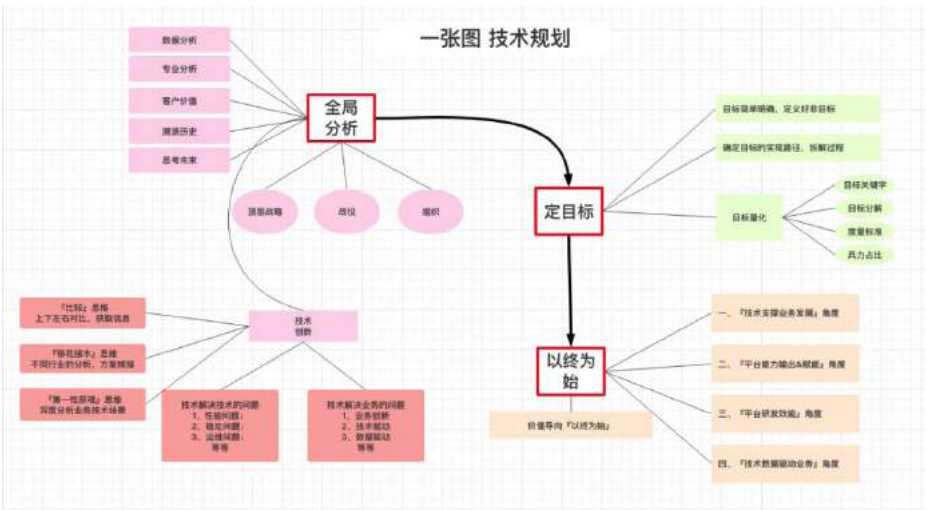 一张图 技术规划
数据分析
专业分析
客户价值
溯源历史
思考未来
全局
分析
顶层战略
战役
组织
定目标
目标简单明确，定义好非目标
确定目标的实现路径，拆解过程
目标量化
目标关键字
目标分解
度量标准
兵力占比
技术
创新
『比较』思维
上下左右对比，获取信息
『移花接木』思维
不同行业的分析，方案嫁接
『第一性原理』思维
深度分析业务技术场景
技术解决技术的问题
1、性能问题；
2、稳定问题；
3、运维问题；
等等
技术解决业务的问题
1、业务创新
2、技术驱动
3、数据驱动
等等
以终为
始
价值导向『以终为始』
一、『技术支撑业务发展』角度
二、『平台能力输出&赋能』角度
三、『平台研发效能』角度
四、『技术数据驱动业务』角度